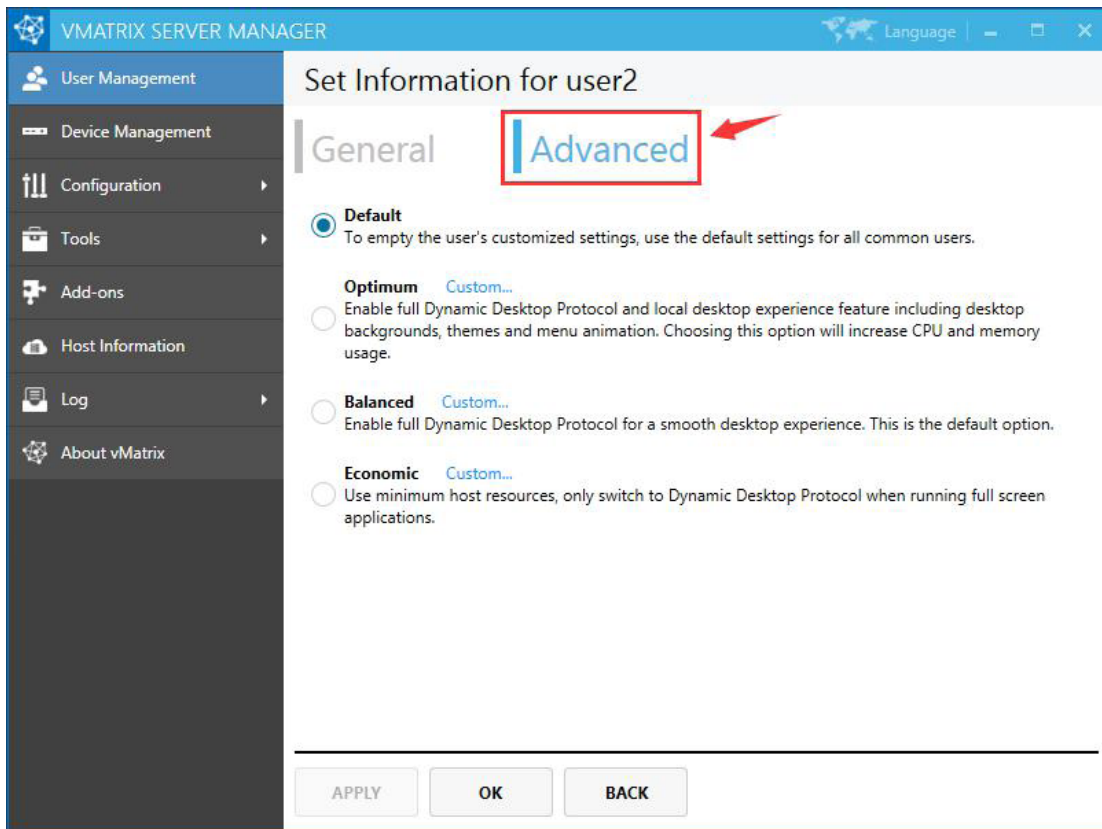 VMATRIX SERVER MANAGER
Language
User Management
Device Management
Configuration
Tools
Add-ons
Host Information
Log
About vMatrix
Set Information for user2
General
Advanced
Default
To empty the user's customized settings, use the default settings for all common users.
Optimum Custom...
Enable full Dynamic Desktop Protocol and local desktop experience feature including desktop
backgrounds, themes and menu animation. Choosing this option will increase CPU and memory
usage.
Balanced Custom...
Enable full Dynamic Desktop Protocol for a smooth desktop experience. This is the default option.
Economic Custom...
Use minimum host resources, only switch to Dynamic Desktop Protocol when running full screen
applications.
APPLY
OK
BACK